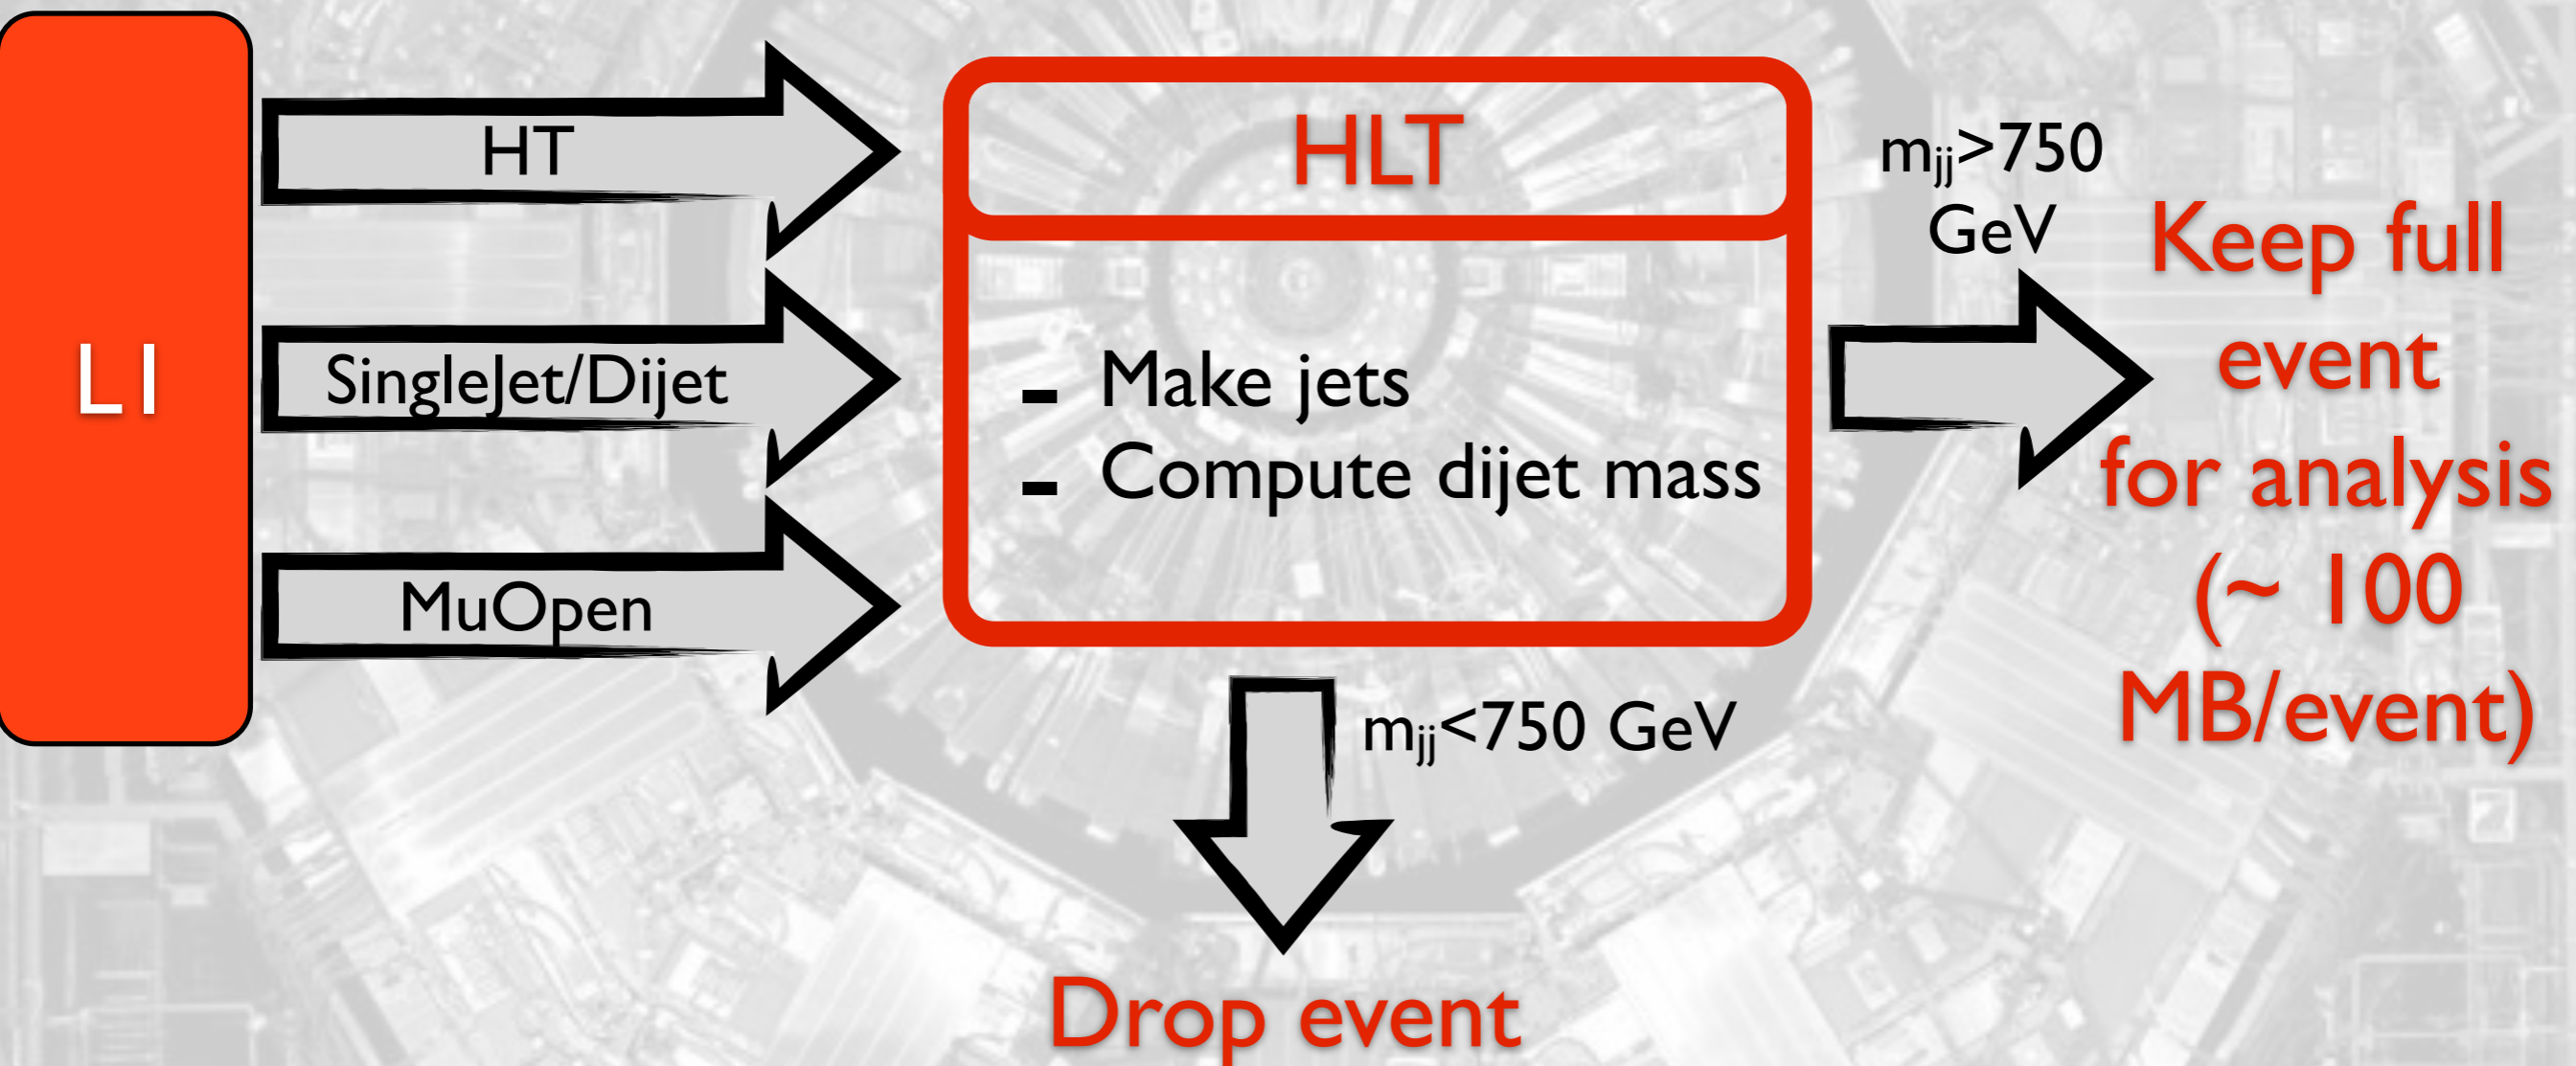 L1
HT
SingleJet/Dijet
MuOpen
HLT
- Make jets
- Compute dijet mass
mjj>750
GeV
Keep full
event
for analysis
(~ 100
MB/event)
mjj<750 GeV
Drop event